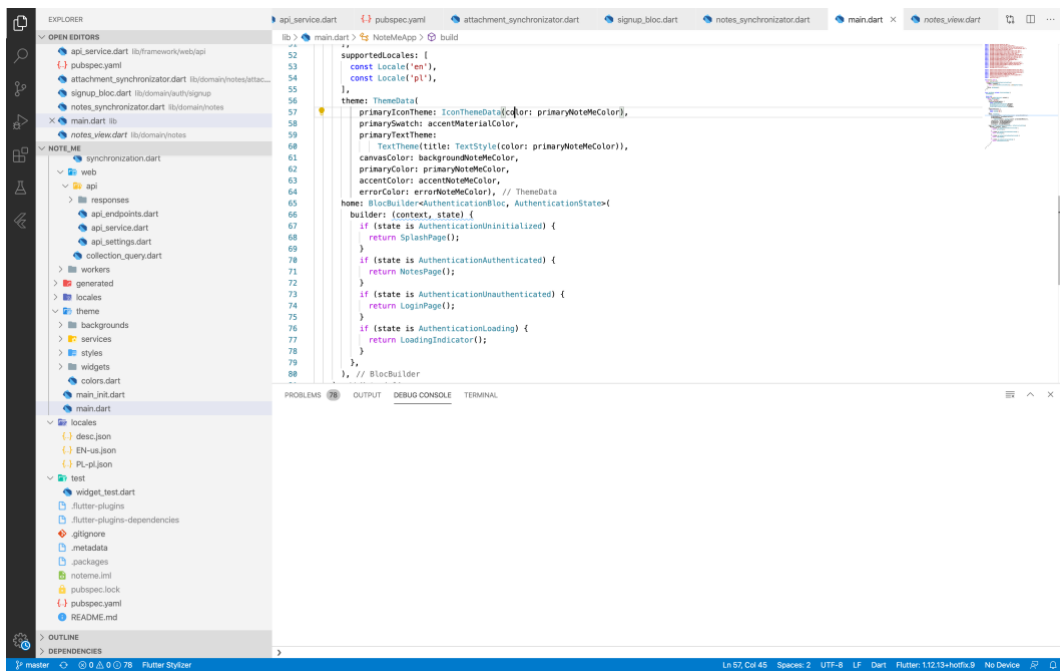 EXPLORER
OPEN EDITORS
api_service.dart lib/framework/web/api
pubspec.yaml
attachment_synchronizator.dart lib/domain/notes/attac...
signup_bloc.dart lib/domain/auth/signup
notes_synchronizator.dart lib/domain/notes
main.dart lib
notes_view.dart lib/domain/notes
NOTE_ME
synchronization.dart
web
api
responses
api_endpoints.dart
api_service.dart
api_settings.dart
collection_query.dart
workers
generated
locales
theme
backgrounds
services
styles
widgets
colors.dart
main_init.dart
main.dart
locales
desc.json
EN-us.json
PL-pl.json
test
widget_test.dart
.flutter-plugins
.flutter-plugins-dependencies
.gitignore
.metadata
.packages
noteme.iml
pubspec.lock
pubspec.yaml
README.md
OUTLINE
DEPENDENCIES
api_service.dart {..} pubspec.yaml attachment_synchronizator.dart signup_bloc.dart notes_synchronizator.dart main.dart notes_view.dart
lib > main.dart > NoteMeApp > build
52 supportedLocales: [
53 const Locale('en'),
54 const Locale('pl'),
55 ],
56 theme: ThemeData(
57 primaryIconTheme: IconThemeData(color: primaryNoteMeColor),
58 primarySwatch: accentMaterialColor,
59 primaryTextTheme:
60 TextTheme(title: TextStyle(color: primaryNoteMeColor)),
61 canvasColor: backgroundNoteMeColor,
62 primaryColor: primaryNoteMeColor,
63 accentColor: accentNoteMeColor,
64 errorColor: errorNoteMeColor), // ThemeData
65 home: BlocBuilder<AuthenticationBloc, AuthenticationState>(
66 builder: (context, state) {
67 if (state is AuthenticationUninitialized) {
68 return SplashPage();
69 }
70 if (state is AuthenticationAuthenticated) {
71 return NotesPage();
72 }
73 if (state is AuthenticationUnauthenticated) {
74 return LoginPage();
75 }
76 if (state is AuthenticationLoading) {
77 return LoadingIndicator();
78 }
79 },
80 ), // BlocBuilder
PROBLEMS 78 OUTPUT DEBUG CONSOLE TERMINAL
master 0 0 78 Flutter Stylizer Ln 57, Col 45 Spaces: 2 UTF-8 LF Dart Flutter: 1.12.13+hotfix.9 No Device